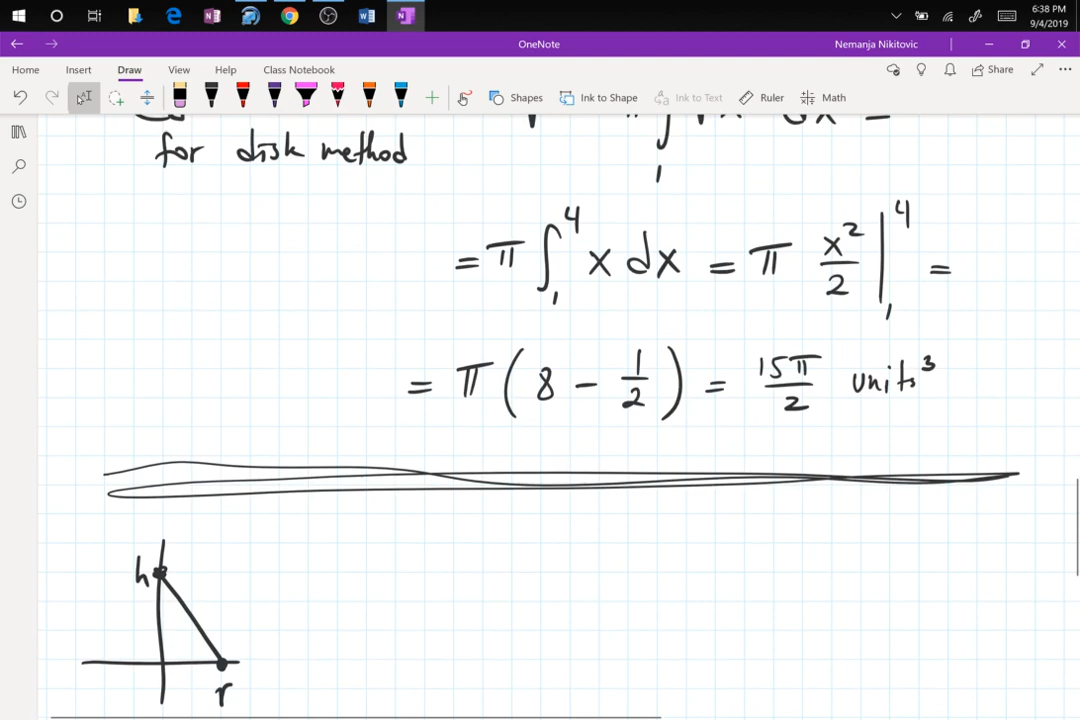 6:38 PM
9/4/2019
OneNote
Nemanja Nikitovic
Home Insert Draw View Help Class Notebook
Share
Shapes Ink to Shape Ink to Text Ruler Math
for disk method
1
= π ∫₁⁴ x dx = π x²/2 |₁⁴ =
= π ( 8 − 1/2 ) = 15π/2 units³
h
r